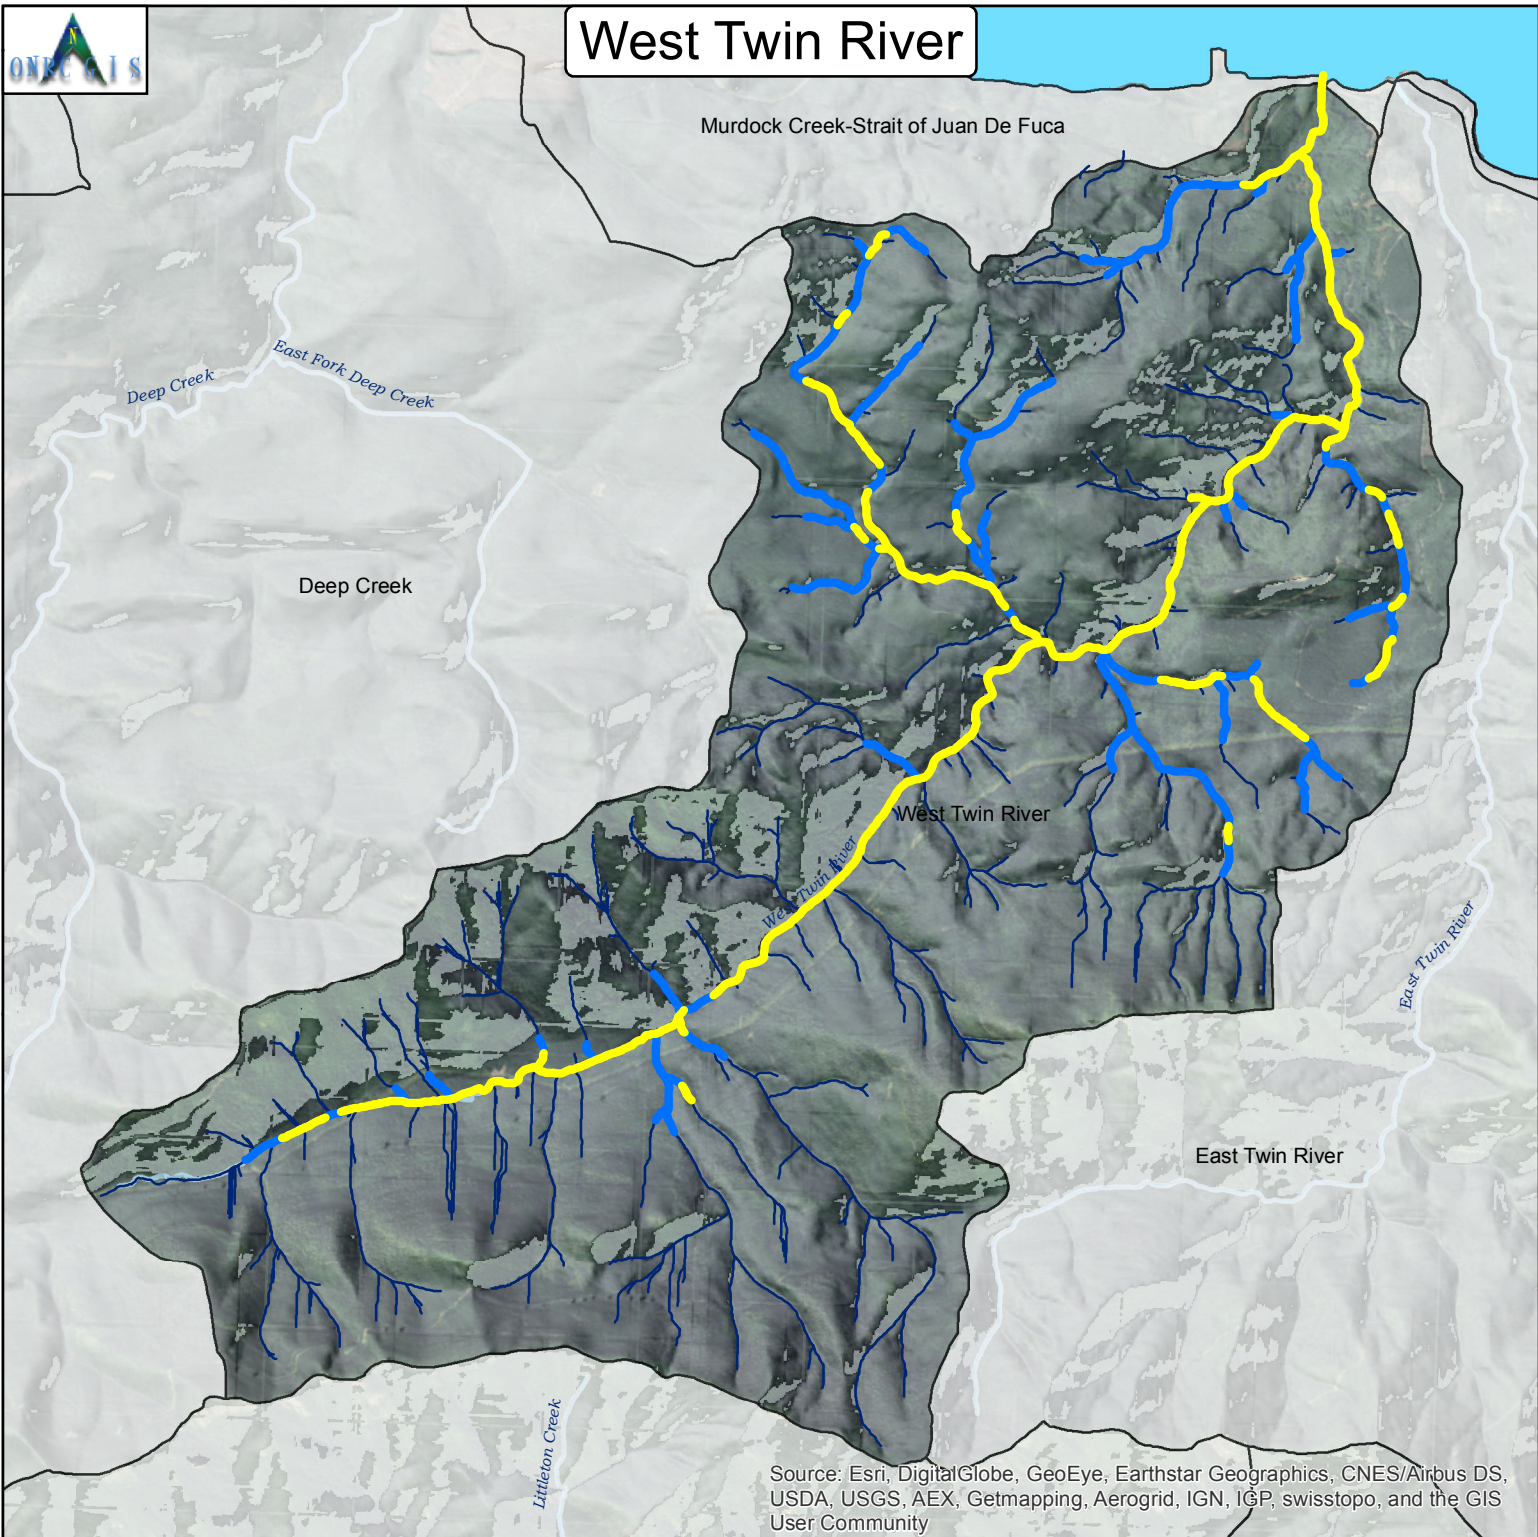 N
ONRC G I S
West Twin River
Murdock Creek-Strait of Juan De Fuca
East Fork Deep Creek
Deep Creek
Deep Creek
West Twin River
West Twin River
East Twin River
East Twin River
Littleton Creek
Source: Esri, DigitalGlobe, GeoEye, Earthstar Geographics, CNES/Airbus DS,
USDA, USGS, AEX, Getmapping, Aerogrid, IGN, IGP, swisstopo, and the GIS
User Community